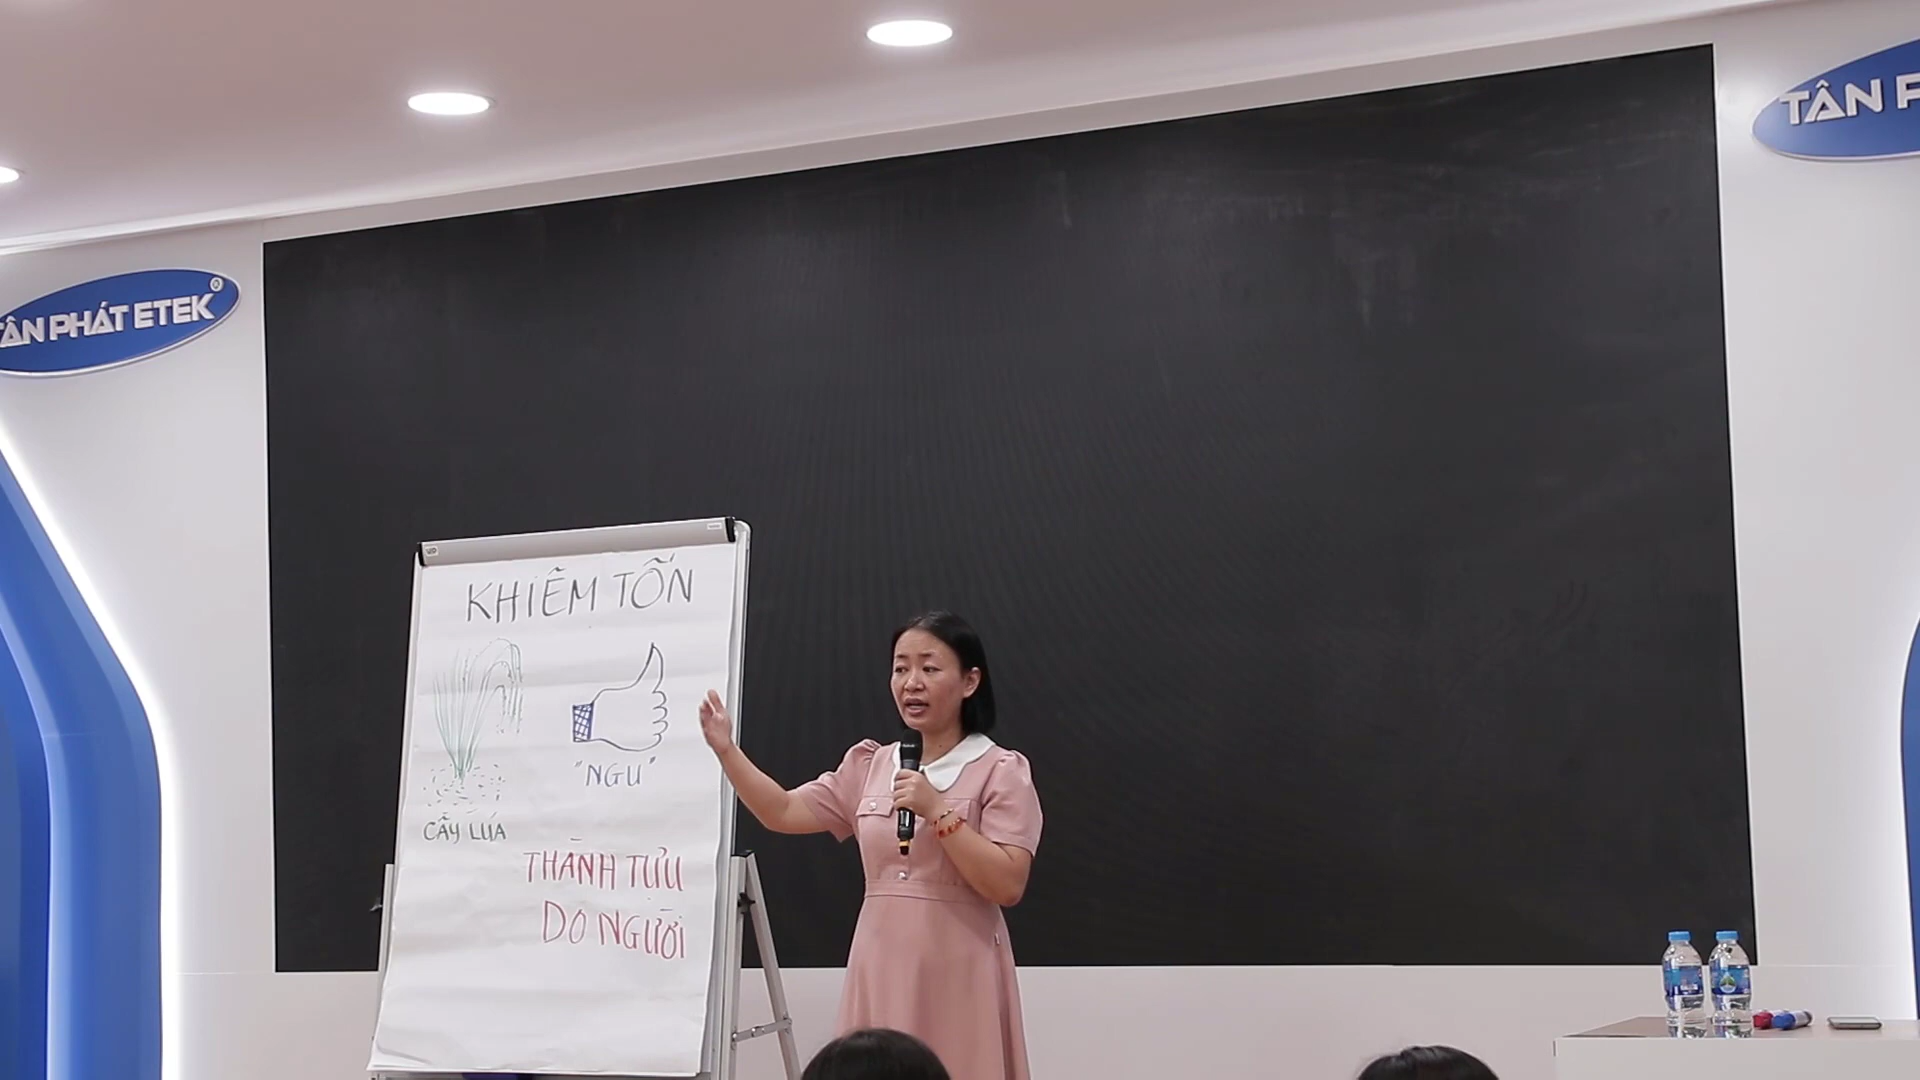 TÂN P
TÂN PHÁT ETEK®
KHIÊM TỐN
"NGU"
CÂY LÚA
THÀNH TỰU
DO NGƯỜI